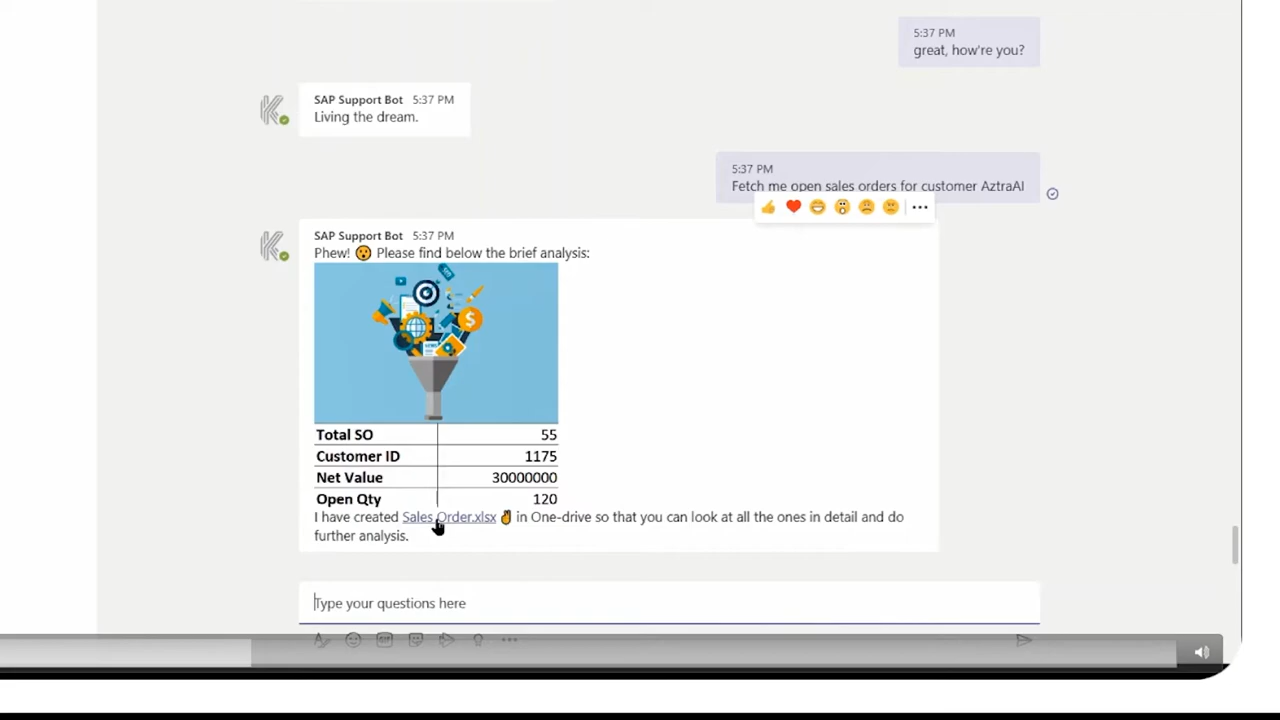 5:37 PM
great, how're you?
SAP Support Bot 5:37 PM
Living the dream.
5:37 PM
Fetch me open sales orders for customer AztraAI
SAP Support Bot 5:37 PM
Phew! 😮 Please find below the brief analysis:
Total SO 55
Customer ID 1175
Net Value 30000000
Open Qty 120
I have created Sales Order.xlsx ✌ in One-drive so that you can look at all the ones in detail and do
further analysis.
Type your questions here
GIF